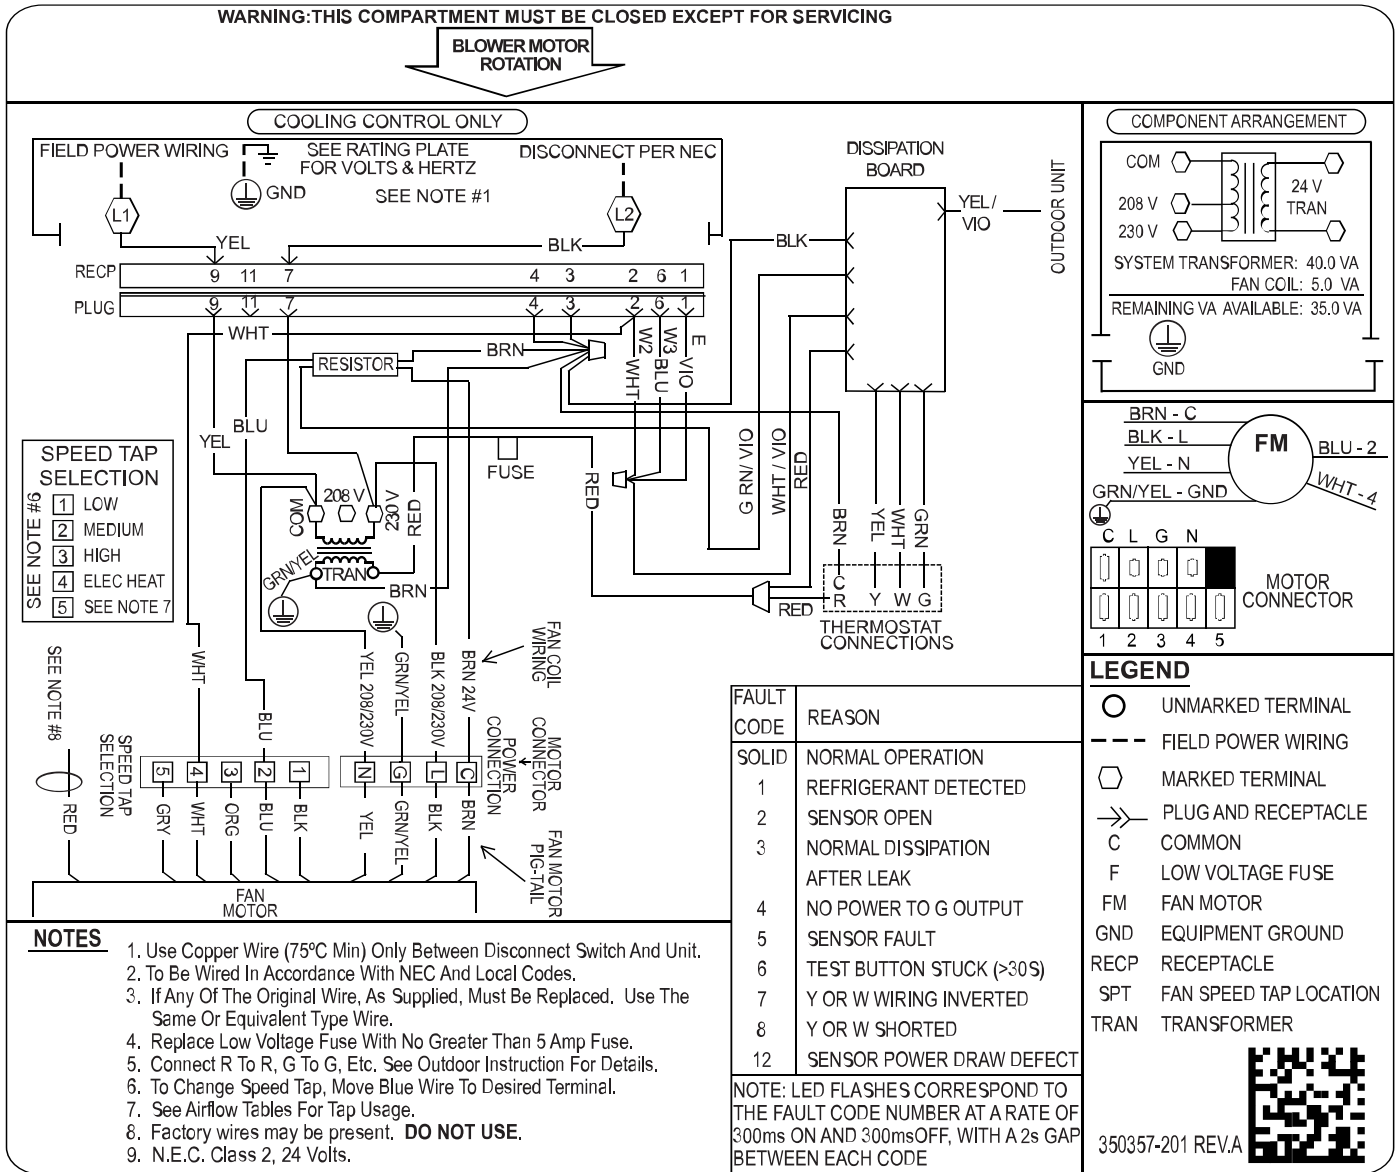 WARNING:THIS COMPARTMENT MUST BE CLOSED EXCEPT FOR SERVICING
BLOWER MOTOR
ROTATION
COOLING CONTROL ONLY
FIELD POWER WIRING
SEE RATING PLATE
FOR VOLTS & HERTZ
DISCONNECT PER NEC
GND
SEE NOTE #1
L1
L2
YEL
BLK
RECP
9 11 7 4 3 2 6 1
PLUG
9 11 7 4 3 2 6 1
WHT
BRN
RESISTOR
W2
W3
E
WHT
BLU
VIO
BLU
YEL
FUSE
RED
DISSIPATION
BOARD
BLK
YEL/
VIO
OUTDOOR UNIT
GRN/ VIO
WHT / VIO
RED
BRN
YEL
WHT
GRN
RED
C
R Y W G
THERMOSTAT
CONNECTIONS
SPEED TAP
SELECTION
SEE NOTE #6
1 LOW
2 MEDIUM
3 HIGH
4 ELEC HEAT
5 SEE NOTE 7
COM
208 V
230 V
RED
GRN/YEL
TRAN
BRN
SEE NOTE #8
RED
SPEED TAP
SELECTION
WHT
BLU
YEL 208/230V
GRN/YEL
BLK 208/230V
BRN 24V
FAN COIL
WIRING
5 4 3 2 1
N G L C
MOTOR
CONNECTOR
POWER
CONNECTION
GRY
WHT
ORG
BLU
BLK
YEL
GRN/YEL
BLK
BRN
FAN MOTOR
PIG-TAIL
FAN
MOTOR
COMPONENT ARRANGEMENT
COM
208 V
230 V
24 V
TRAN
SYSTEM TRANSFORMER: 40.0 VA
FAN COIL: 5.0 VA
REMAINING VA AVAILABLE: 35.0 VA
GND
BRN - C
BLK - L
YEL - N
GRN/YEL - GND
FM
BLU - 2
WHT - 4
C L G N
1 2 3 4 5
MOTOR
CONNECTOR
LEGEND
UNMARKED TERMINAL
FIELD POWER WIRING
MARKED TERMINAL
PLUG AND RECEPTACLE
C COMMON
F LOW VOLTAGE FUSE
FM FAN MOTOR
GND EQUIPMENT GROUND
RECP RECEPTACLE
SPT FAN SPEED TAP LOCATION
TRAN TRANSFORMER
350357-201 REV.A
FAULT
CODE REASON
SOLID NORMAL OPERATION
1 REFRIGERANT DETECTED
2 SENSOR OPEN
3 NORMAL DISSIPATION
AFTER LEAK
4 NO POWER TO G OUTPUT
5 SENSOR FAULT
6 TEST BUTTON STUCK (>30S)
7 Y OR W WIRING INVERTED
8 Y OR W SHORTED
12 SENSOR POWER DRAW DEFECT
NOTE: LED FLASHES CORRESPOND TO
THE FAULT CODE NUMBER AT A RATE OF
300ms ON AND 300msOFF, WITH A 2s GAP
BETWEEN EACH CODE
NOTES
1. Use Copper Wire (75ºC Min) Only Between Disconnect Switch And Unit.
2. To Be Wired In Accordance With NEC And Local Codes.
3. If Any Of The Original Wire, As Supplied, Must Be Replaced. Use The
Same Or Equivalent Type Wire.
4. Replace Low Voltage Fuse With No Greater Than 5 Amp Fuse.
5. Connect R To R, G To G, Etc. See Outdoor Instruction For Details.
6. To Change Speed Tap, Move Blue Wire To Desired Terminal.
7. See Airflow Tables For Tap Usage.
8. Factory wires may be present. DO NOT USE.
9. N.E.C. Class 2, 24 Volts.